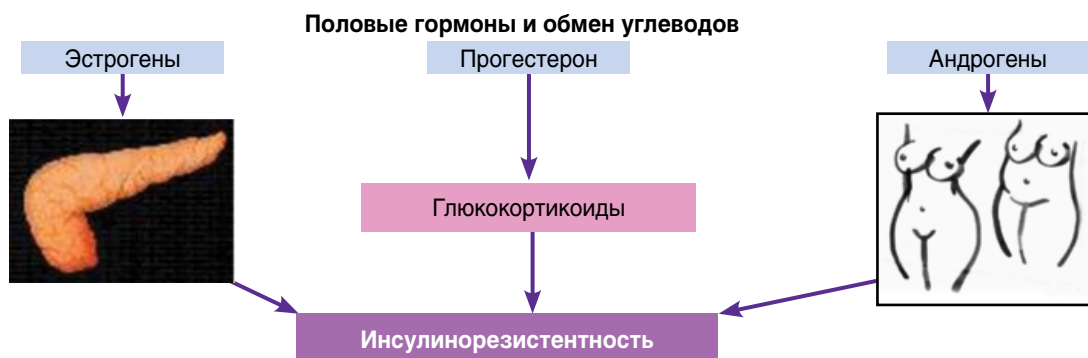 Половые гормоны и обмен углеводов
Эстрогены
Прогестерон
Андрогены
Глюкокортикоиды
Инсулинорезистентность